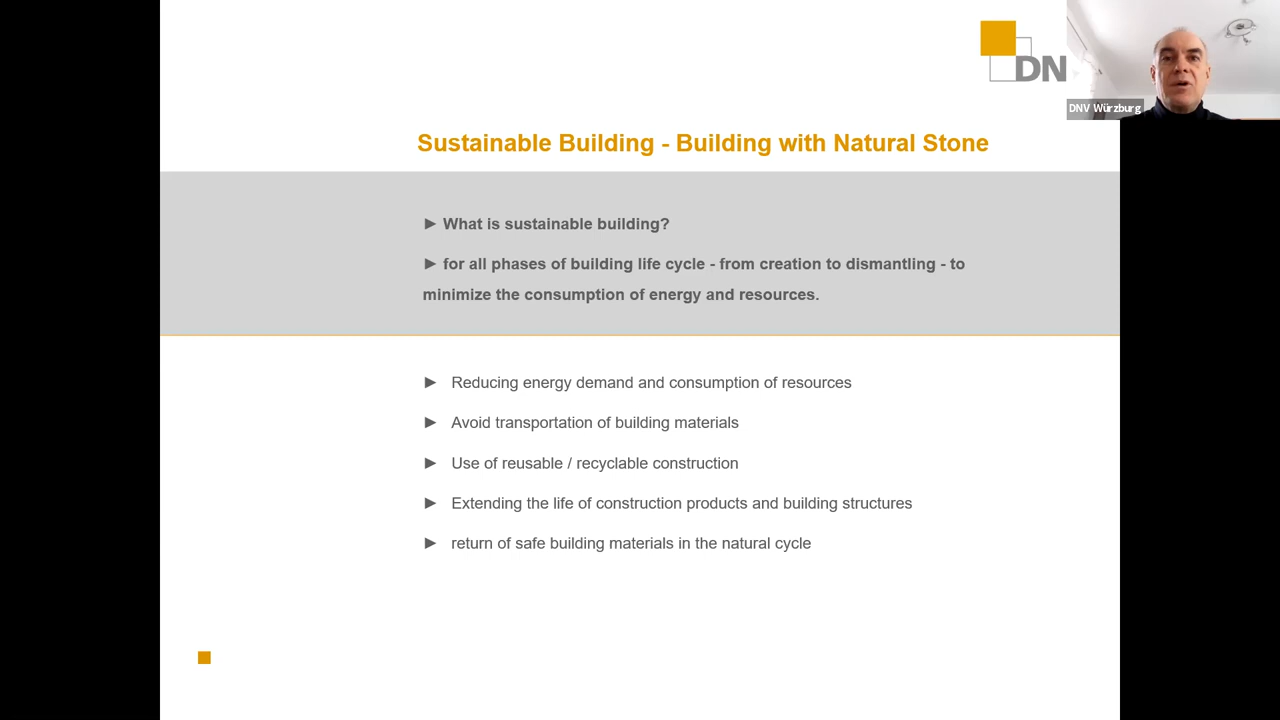 DN
DNV Würzburg
Sustainable Building - Building with Natural Stone
► What is sustainable building?
► for all phases of building life cycle - from creation to dismantling - to
minimize the consumption of energy and resources.
► Reducing energy demand and consumption of resources
► Avoid transportation of building materials
► Use of reusable / recyclable construction
► Extending the life of construction products and building structures
► return of safe building materials in the natural cycle